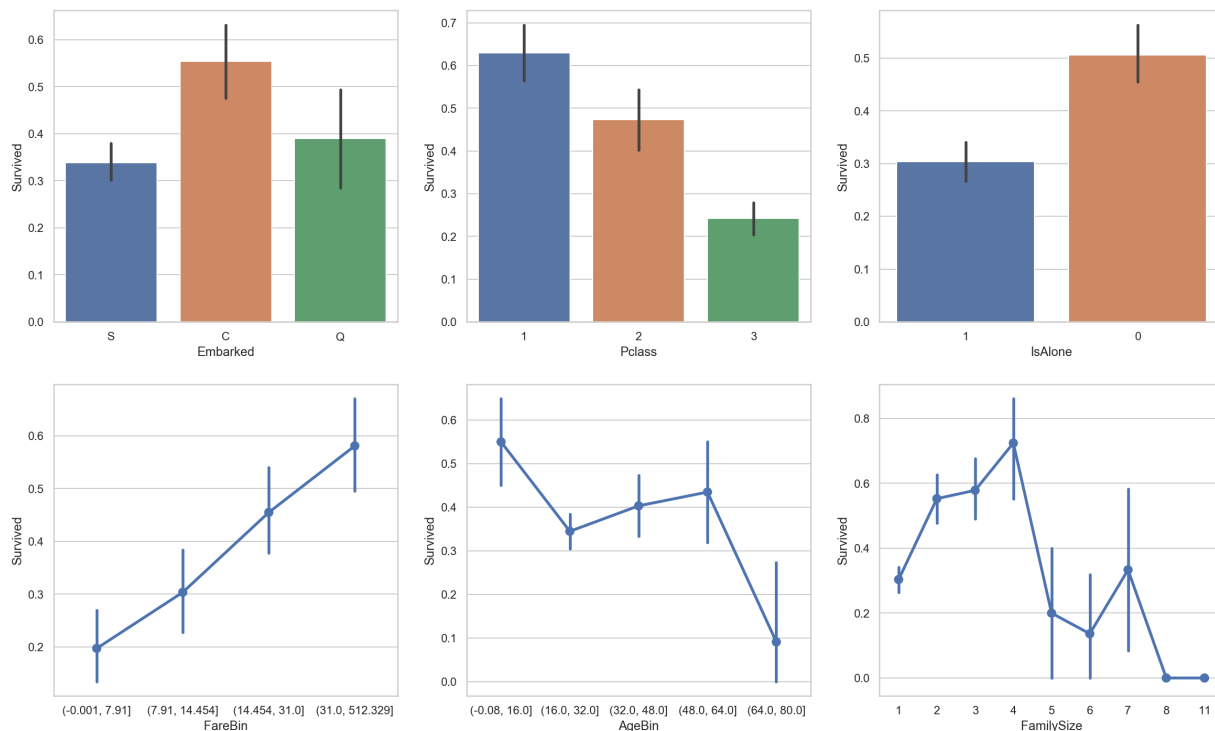 Survived
0.6
0.5
0.4
0.3
0.2
0.1
0.0
S C Q
Embarked
Survived
0.7
0.6
0.5
0.4
0.3
0.2
0.1
0.0
1 2 3
Pclass
Survived
0.5
0.4
0.3
0.2
0.1
0.0
1 0
IsAlone
Survived
0.6
0.5
0.4
0.3
0.2
(-0.001, 7.91] (7.91, 14.454] (14.454, 31.0] (31.0, 512.329]
FareBin
Survived
0.6
0.5
0.4
0.3
0.2
0.1
0.0
(-0.08, 16.0] (16.0, 32.0] (32.0, 48.0] (48.0, 64.0] (64.0, 80.0]
AgeBin
Survived
0.8
0.6
0.4
0.2
0.0
1 2 3 4 5 6 7 8 11
FamilySize